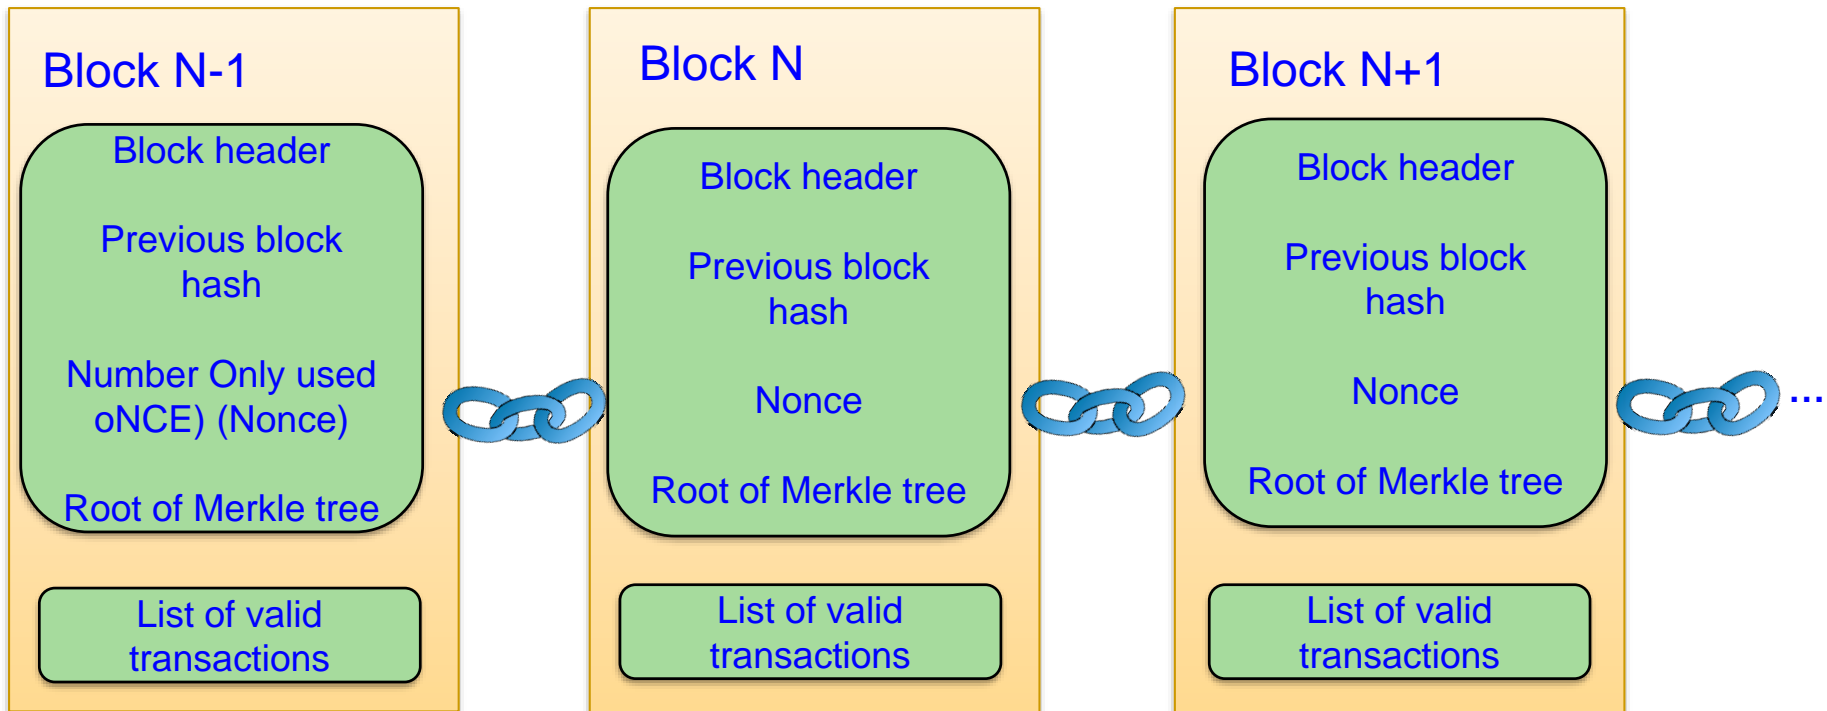 Block N-1
Block header
Previous block
hash
Number Only used
oNCE) (Nonce)
Root of Merkle tree
List of valid
transactions
Block N
Block header
Previous block
hash
Nonce
Root of Merkle tree
List of valid
transactions
Block N+1
Block header
Previous block
hash
Nonce
Root of Merkle tree
List of valid
transactions
...